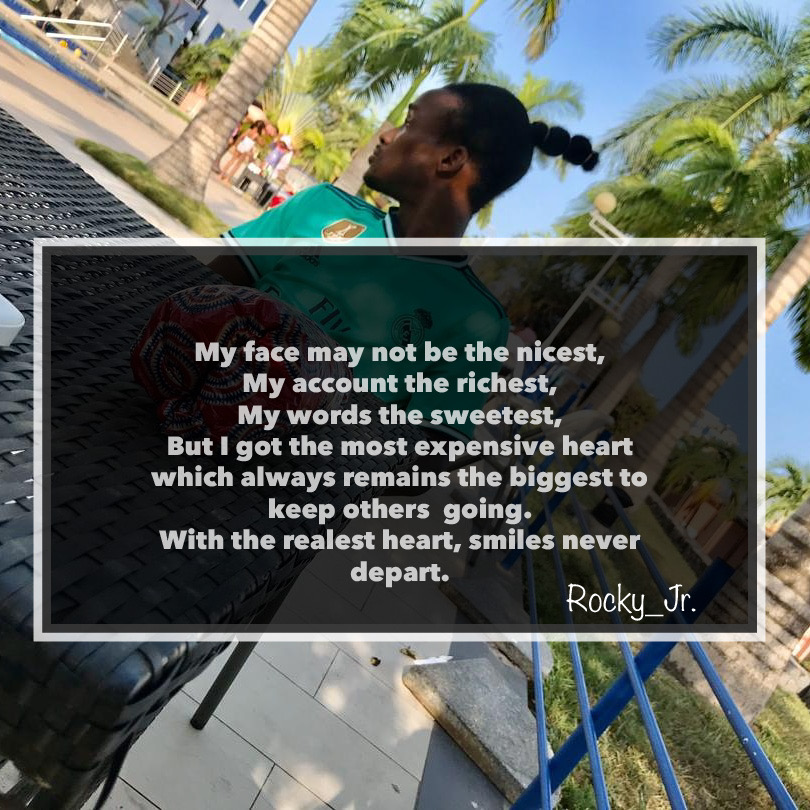 Fly
My face may not be the nicest,
My account the richest,
My words the sweetest,
But I got the most expensive heart
which always remains the biggest to
keep others  going.
With the realest heart, smiles never
depart.
Rocky_Jr.